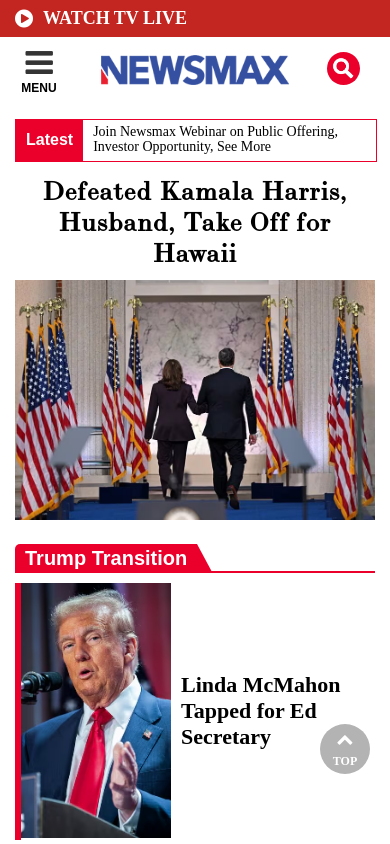 WATCH TV LIVE
MENU
NEWSMAX
Latest
Join Newsmax Webinar on Public Offering,
Investor Opportunity, See More
Defeated Kamala Harris,
Husband, Take Off for
Hawaii
Trump Transition
Linda McMahon
Tapped for Ed
Secretary
TOP